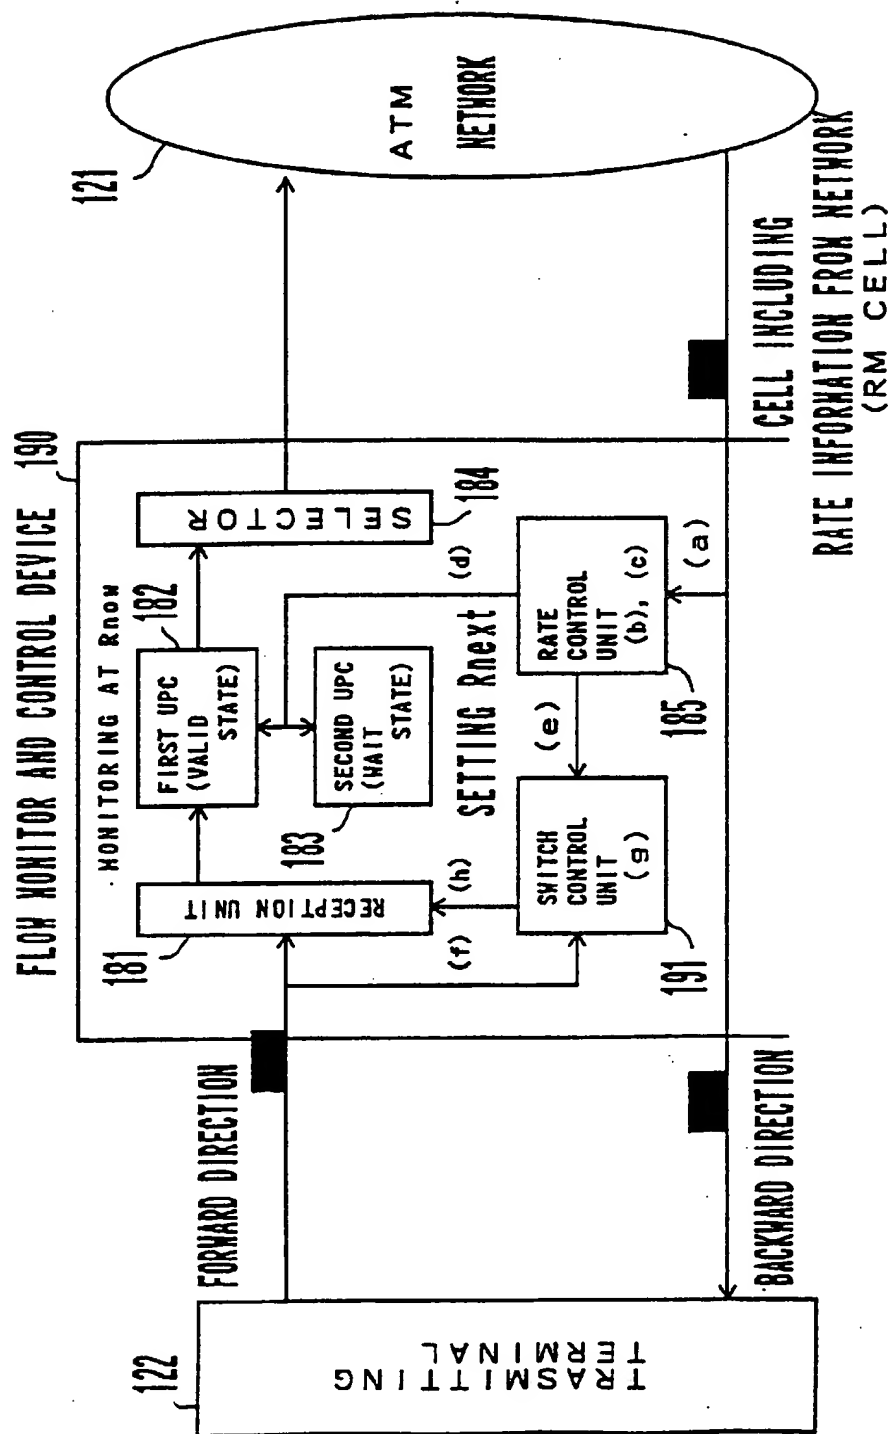 FLOW MONITOR AND CONTROL DEVICE 190
122
TRASMITTING
TERMINAL
FORWARD DIRECTION
BACKWARD DIRECTION
181
RECEPTION UNIT
(f)
(h)
MONITORING AT Rnow
182
FIRST UPC
(VALID
STATE)
SECOND UPC
(WAIT
STATE)
183
SETTING Rnext
SWITCH
CONTROL
UNIT
(g)
191
(e)
(d)
RATE
CONTROL
UNIT
(b), (c)
185
(a)
SELECTOR
184
121
ATM
NETWORK
CELL INCLUDING
RATE INFORMATION FROM NETWORK
(RM CELL)